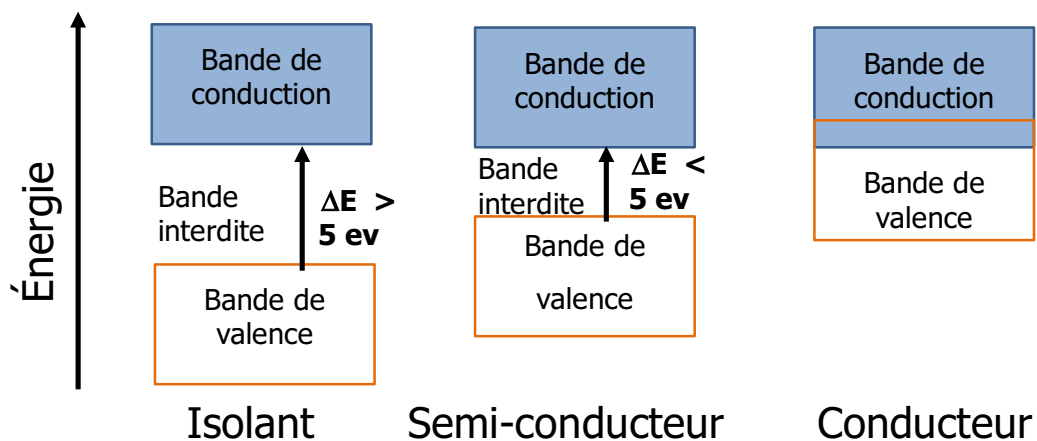 Énergie
Bande de
conduction
Bande
interdite
ΔE >
5 ev
Bande de
valence
Isolant
Bande de
conduction
Bande
interdite
ΔE <
5 ev
Bande de
valence
Semi-conducteur
Bande de
conduction
Bande de
valence
Conducteur